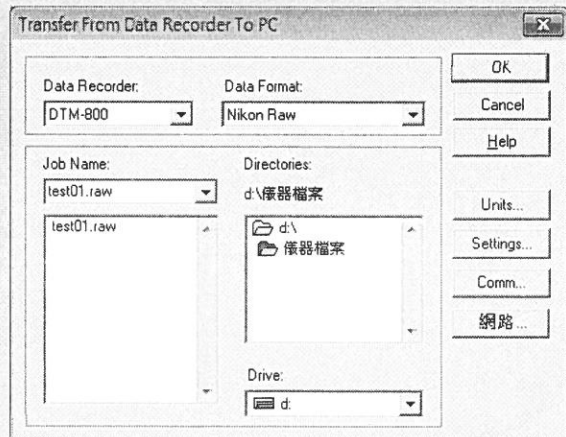 Transfer From Data Recorder To PC
Data Recorder:
DTM-800
Data Format:
Nikon Raw
Job Name:
test01.raw
test01.raw
Directories:
d:\儀器檔案
d:\
儀器檔案
Drive:
d:
OK
Cancel
Help
Units...
Settings...
Comm...
網路...